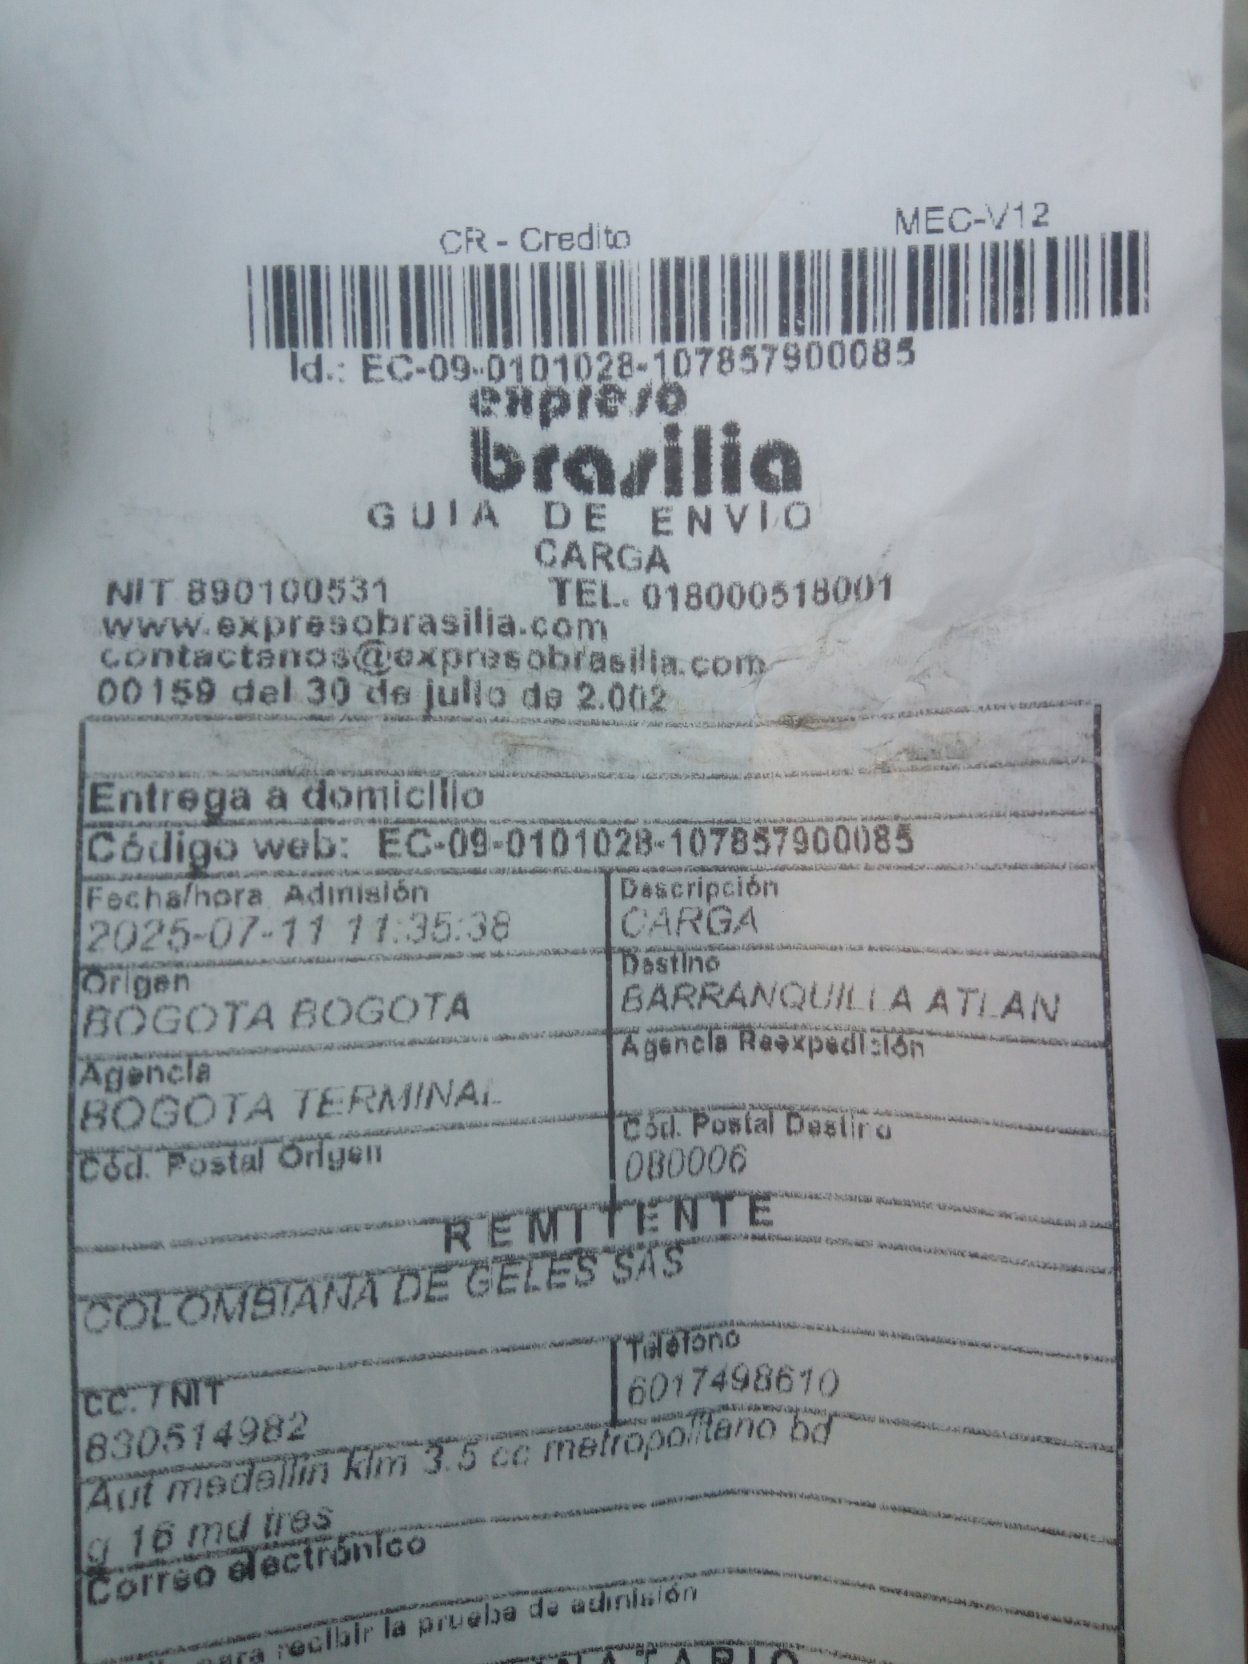 CR - Credito MEC-V12
Id.: EC-09-0101028-107857900085
expreso
brasilia
GUIA DE ENVIO
CARGA
NIT 890100531 TEL. 018000518001
www.expresobrasilia.com
contactenos@expresobrasilia.com
00159 del 30 de julio de 2.002
Entrega a domicilio
Código web: EC-09-0101028-107857900085
Fecha/hora Admisión Descripción
2025-07-11 11:35:38 CARGA
Origen Destino
BOGOTA BOGOTA BARRANQUILLA ATLAN
Agencia Agencia Reexpedición
BOGOTA TERMINAL
Cód. Postal Origen Cód. Postal Destino
080006
REMITENTE
COLOMBIANA DE GELES SAS
CC. / NIT Teléfono
830514982 6017498610
Aut medellin klm 3.5 cc metropolitano bd
g 16 md tres
Correo electrónico
para recibir la prueba de admisión